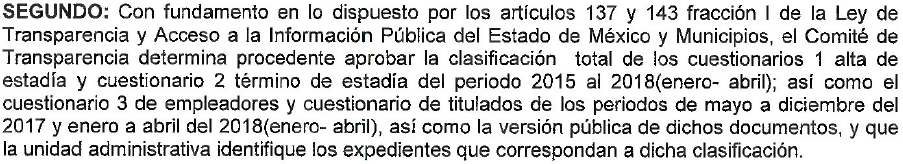 SEGUNDO: Con fundamento en lo dispuesto por los artículos 137 y 143 fracción I de la Ley de
Transparencia y Acceso a la Información Pública del Estado de México y Municipios, el Comité de
Transparencia determina procedente aprobar la clasificación total de los cuestionarios 1 alta de
estadía y cuestionario 2 término de estadía del periodo 2015 al 2018(enero- abril); así como el
cuestionario 3 de empleadores y cuestionario de titulados de los periodos de mayo a diciembre del
2017 y enero a abril del 2018(enero- abril), así como la versión pública de dichos documentos, y que
la unidad administrativa identifique los expedientes que correspondan a dicha clasificación.